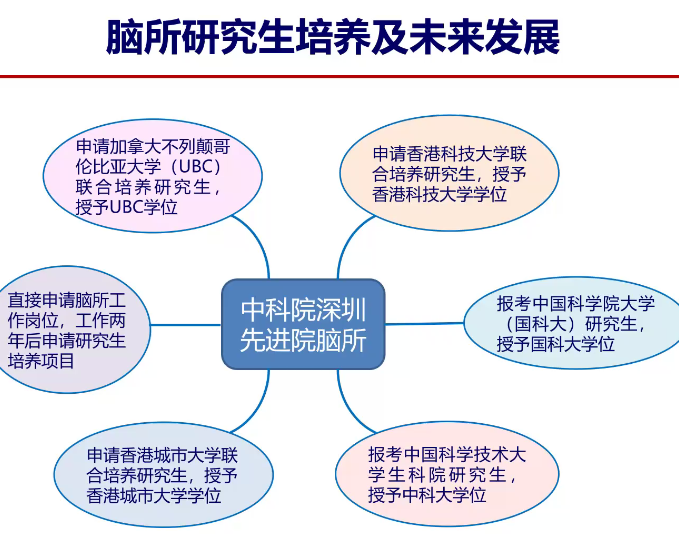 脑所研究生培养及未来发展
申请加拿大不列颠哥
伦比亚大学（UBC）
联合培养研究生，
授予UBC学位
申请香港科技大学联
合培养研究生，授予
香港科技大学学位
直接申请脑所工
作岗位，工作两
年后申请研究生
培养项目
中科院深圳
先进院脑所
报考中国科学院大学
（国科大）研究生，
授予国科大学位
申请香港城市大学联
合培养研究生，授予
香港城市大学学位
报考中国科学技术大
学生科院研究生，
授予中科大学位